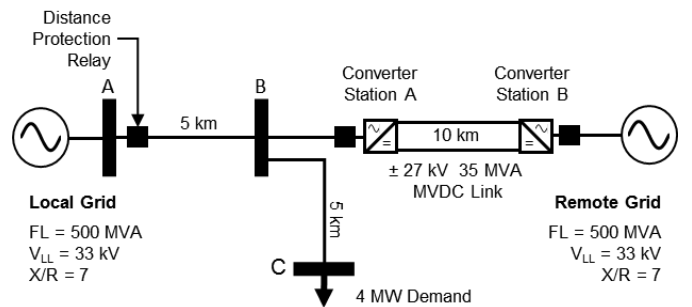 Distance
Protection
Relay
A
B
Converter
Station A
Converter
Station B
5 km
10 km
± 27 kV 35 MVA
MVDC Link
Local Grid
FL = 500 MVA
V_LL = 33 kV
X/R = 7
5 km
Remote Grid
FL = 500 MVA
V_LL = 33 kV
X/R = 7
C
4 MW Demand